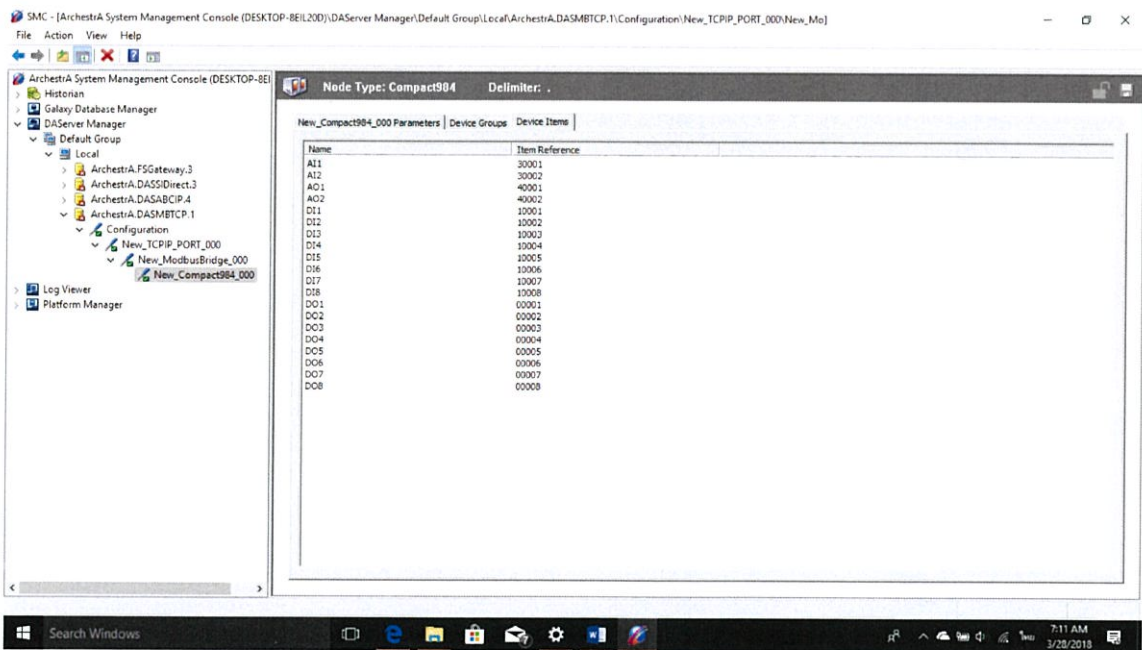 SMC - [ArchestrA System Management Console (DESKTOP-8EIL20D)\DAServer Manager\Default Group\Local\ArchestrA.DASMBTCP.1\Configuration\New_TCPIP_PORT_000\New_Mo]
File Action View Help
ArchestrA System Management Console (DESKTOP-8EI
Historian
Galaxy Database Manager
DAServer Manager
Default Group
Local
ArchestrA.FSGateway.3
ArchestrA.DASSIDirect.3
ArchestrA.DASABCIP.4
ArchestrA.DASMBTCP.1
Configuration
New_TCPIP_PORT_000
New_ModbusBridge_000
New_Compact984_000
Log Viewer
Platform Manager
Node Type: Compact984 Delimiter: .
New_Compact984_000 Parameters Device Groups Device Items
Name Item Reference
AI1 30001
AI2 30002
AO1 40001
AO2 40002
DI1 10001
DI2 10002
DI3 10003
DI4 10004
DI5 10005
DI6 10006
DI7 10007
DI8 10008
DO1 00001
DO2 00002
DO3 00003
DO4 00004
DO5 00005
DO6 00006
DO7 00007
DO8 00008
Search Windows
7:11 AM
3/28/2018